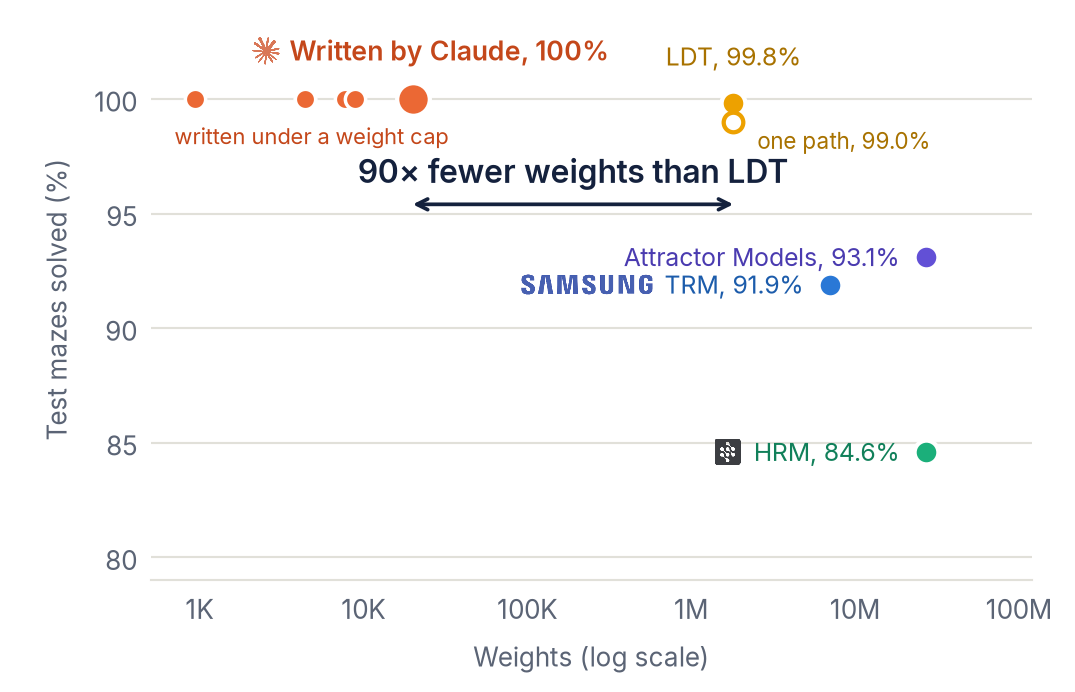 Written by Claude, 100%
LDT, 99.8%
100
written under a weight cap
one path, 99.0%
90× fewer weights than LDT
95
Attractor Models, 93.1%
SAMSUNG TRM, 91.9%
90
85
HRM, 84.6%
80
Test mazes solved (%)
1K 10K 100K 1M 10M 100M
Weights (log scale)